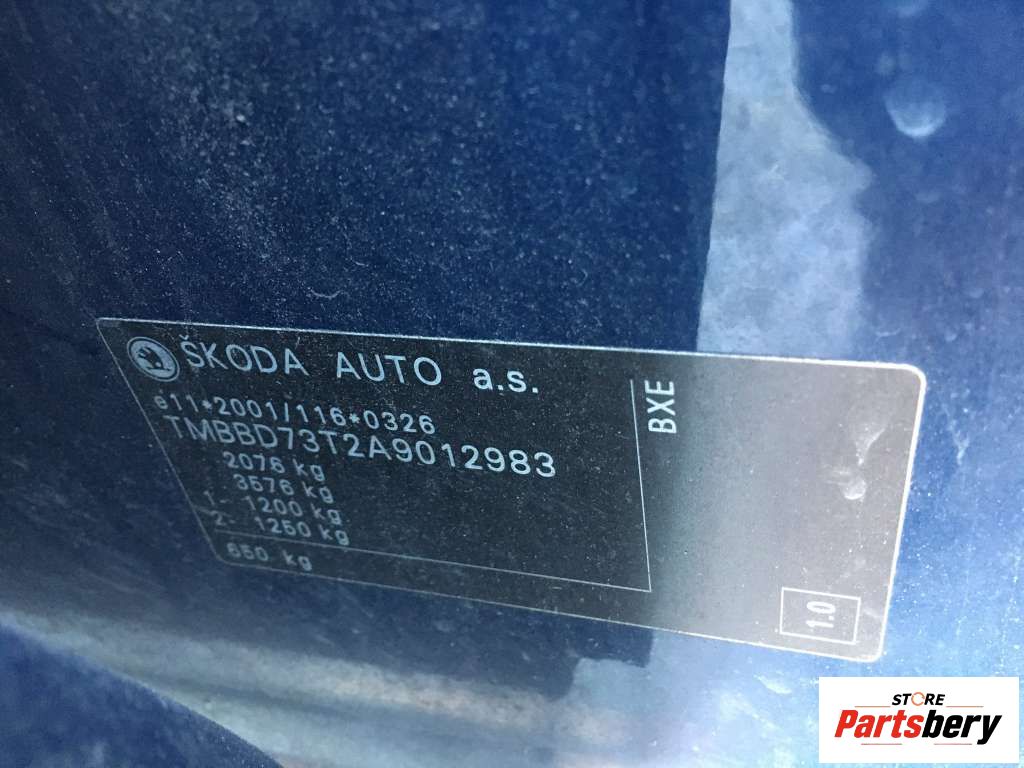 ŠKODA AUTO a.s.
e11*2001/116*0326
TMBBD73T2A9012983
2076 kg
3576 kg
1- 1200 kg
2- 1250 kg
650 kg
BXE
1.0
STORE
Partsbery